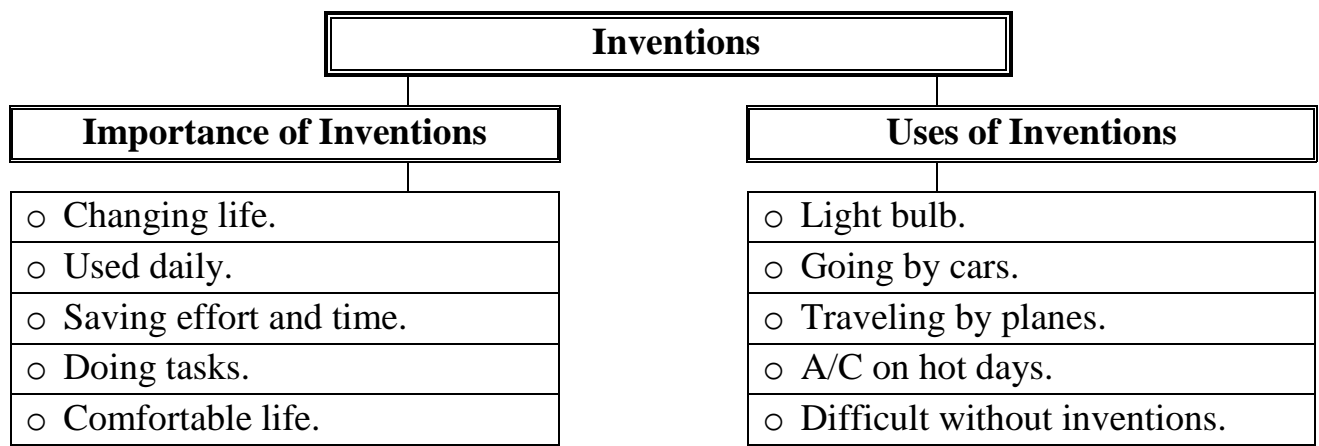 Inventions
Importance of Inventions
o Changing life.
o Used daily.
o Saving effort and time.
o Doing tasks.
o Comfortable life.
Uses of Inventions
o Light bulb.
o Going by cars.
o Traveling by planes.
o A/C on hot days.
o Difficult without inventions.